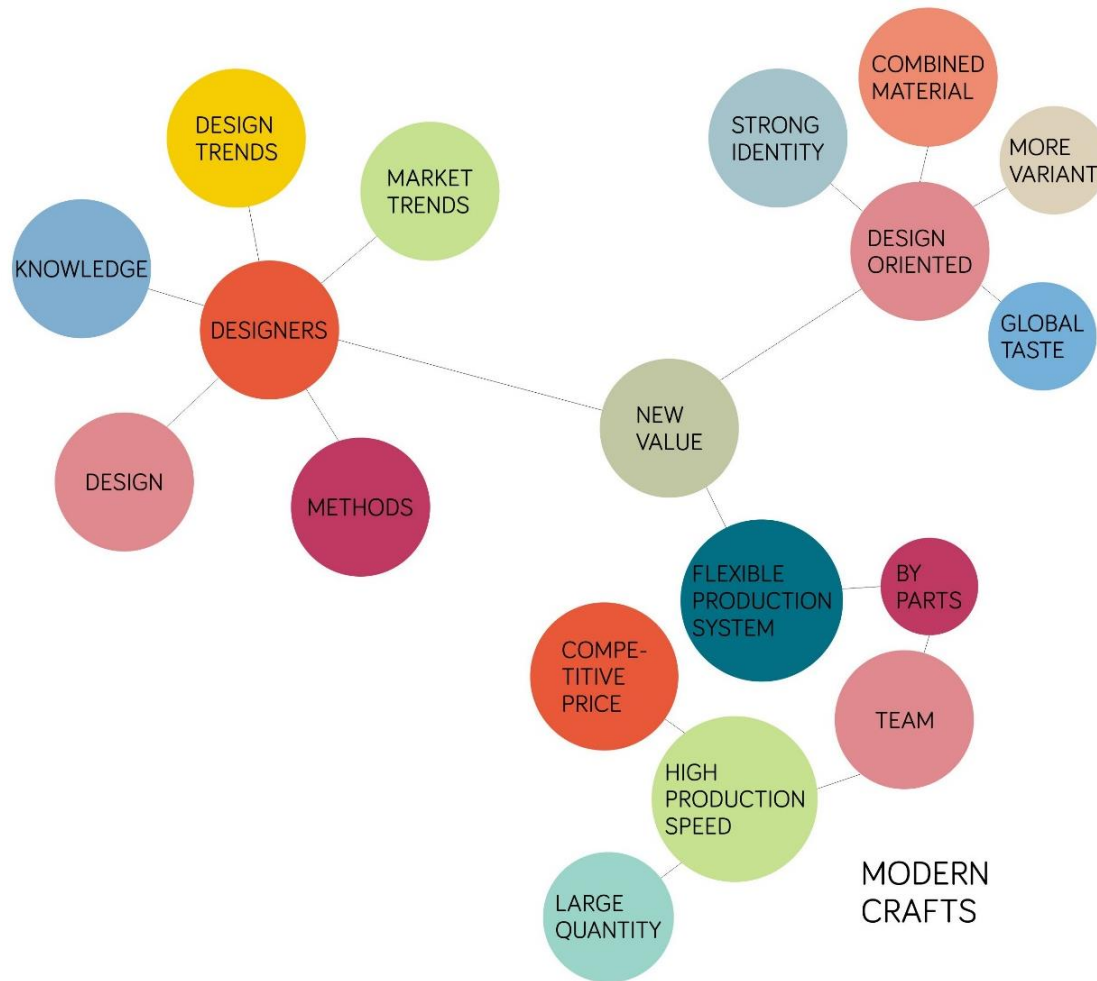 DESIGN
TRENDS
MARKET
TRENDS
KNOWLEDGE
DESIGNERS
DESIGN
METHODS
COMBINED
MATERIAL
STRONG
IDENTITY
MORE
VARIANT
DESIGN
ORIENTED
GLOBAL
TASTE
NEW
VALUE
FLEXIBLE
PRODUCTION
SYSTEM
BY
PARTS
COMPE-
TITIVE
PRICE
TEAM
HIGH
PRODUCTION
SPEED
LARGE
QUANTITY
MODERN
CRAFTS